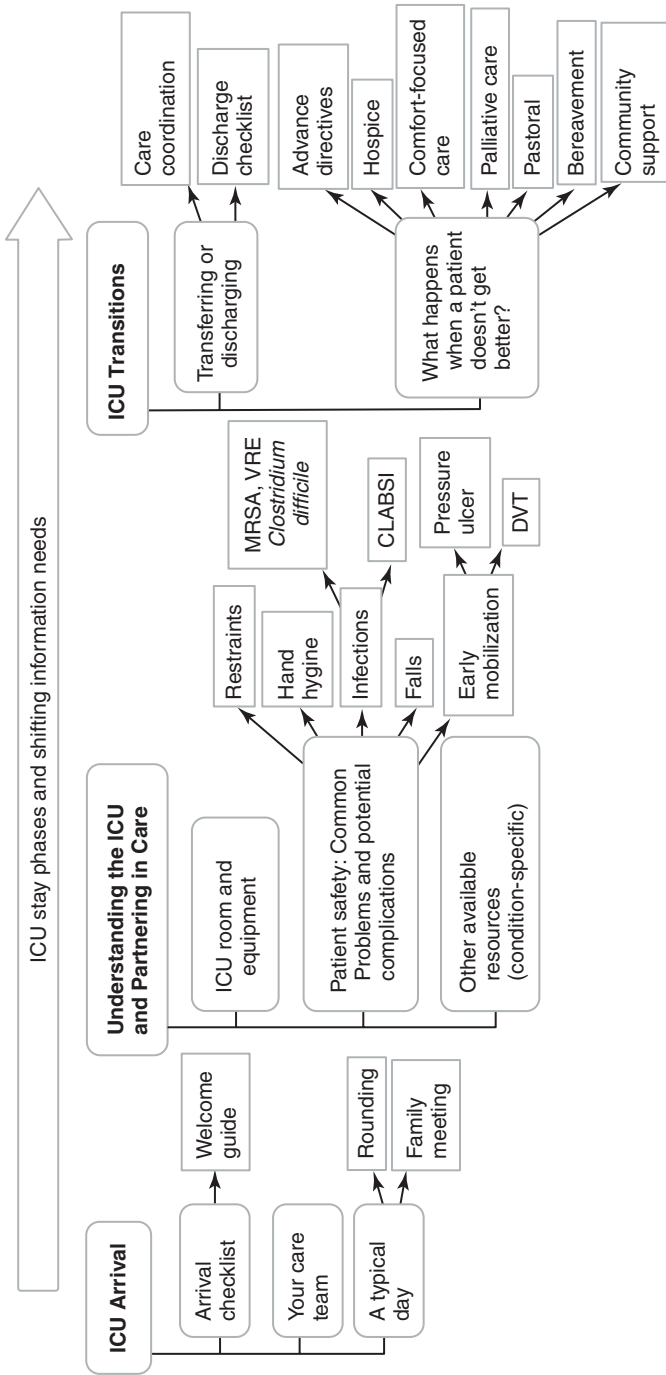 ICU stay phases and shifting information needs
ICU Arrival
Arrival
checklist
Welcome
guide
Your care
team
A typical
day
Rounding
Family
meeting
Understanding the ICU
and Partnering in Care
ICU room and
equipment
Patient safety: Common
Problems and potential
complications
Restraints
Hand
hygine
Infections
MRSA, VRE
Clostridium
difficile
CLABSI
Falls
Early
mobilization
Pressure
ulcer
DVT
Other available
resources
(condition-specific)
ICU Transitions
Transferring or
discharging
Care
coordination
Discharge
checklist
What happens
when a patient
doesn't get
better?
Advance
directives
Hospice
Comfort-focused
care
Palliative care
Pastoral
Bereavement
Community
support